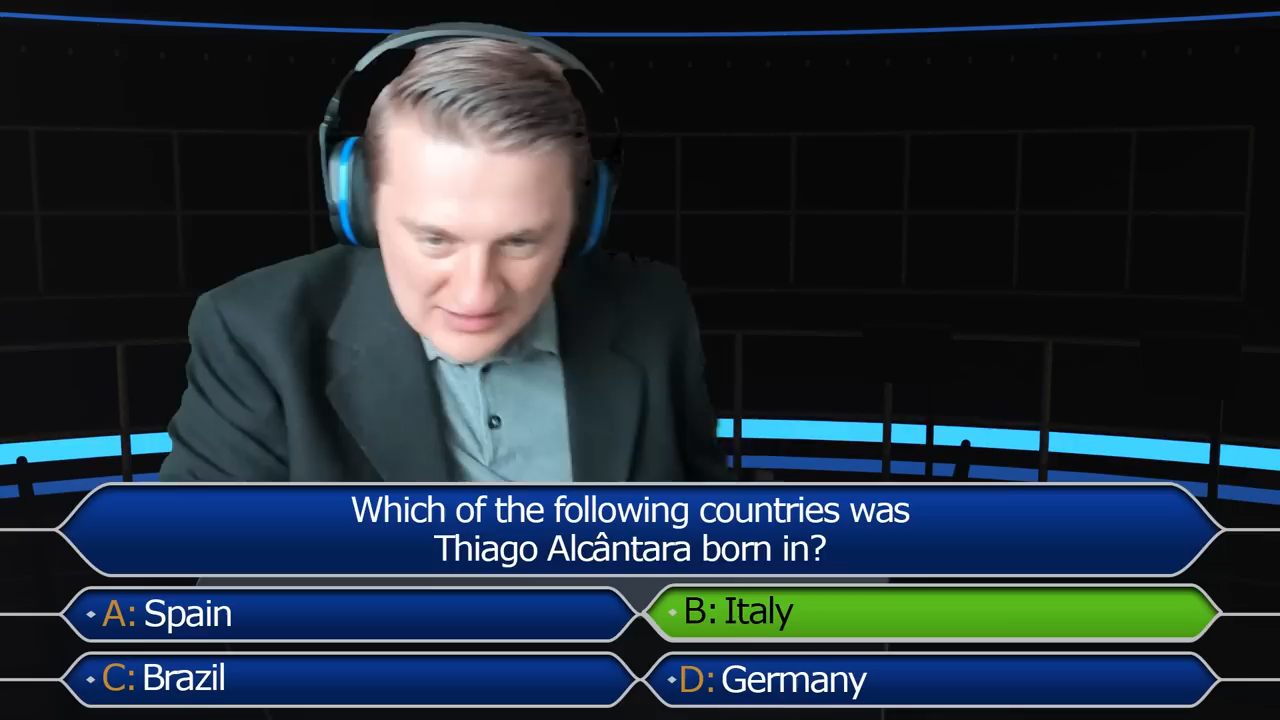 Which of the following countries was
Thiago Alcântara born in?
A: Spain
B: Italy
C: Brazil
D: Germany